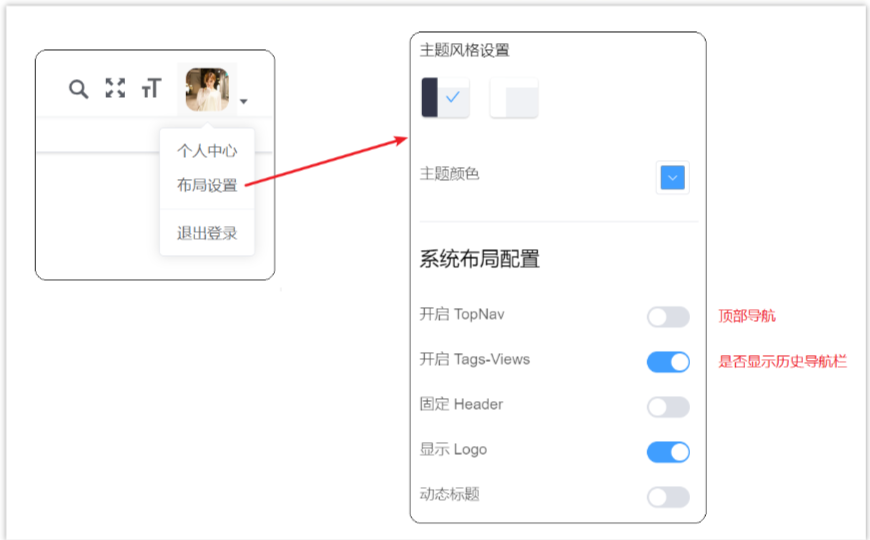 个人中心
布局设置
退出登录
主题风格设置
主题颜色
系统布局配置
开启 TopNav
顶部导航
开启 Tags-Views
是否显示历史导航栏
固定 Header
显示 Logo
动态标题